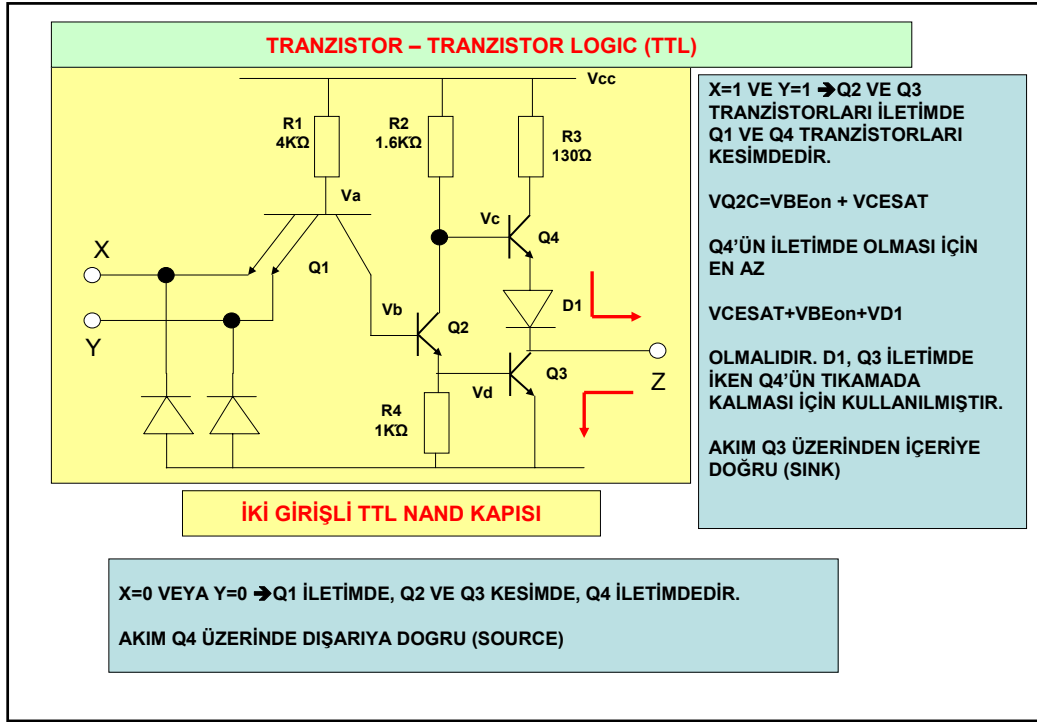 TRANZISTOR – TRANZISTOR LOGIC (TTL)
Vcc
R1
4KΩ
R2
1.6KΩ
R3
130Ω
Va
Vc
Q4
X
Q1
D1
Vb
Q2
Y
Q3
Z
Vd
R4
1KΩ
İKİ GİRİŞLİ TTL NAND KAPISI
X=1 VE Y=1 ➔Q2 VE Q3
TRANZİSTORLARI İLETİMDE
Q1 VE Q4 TRANZİSTORLARI
KESİMDEDİR.
VQ2C=VBEon + VCESAT
Q4’ÜN İLETİMDE OLMASI İÇİN
EN AZ
VCESAT+VBEon+VD1
OLMALIDIR. D1, Q3 İLETİMDE
İKEN Q4’ÜN TIKAMADA
KALMASI İÇİN KULLANILMIŞTIR.
AKIM Q3 ÜZERİNDEN İÇERİYE
DOĞRU (SINK)
X=0 VEYA Y=0 ➔Q1 İLETİMDE, Q2 VE Q3 KESİMDE, Q4 İLETİMDEDİR.
AKIM Q4 ÜZERİNDE DIŞARIYA DOGRU (SOURCE)